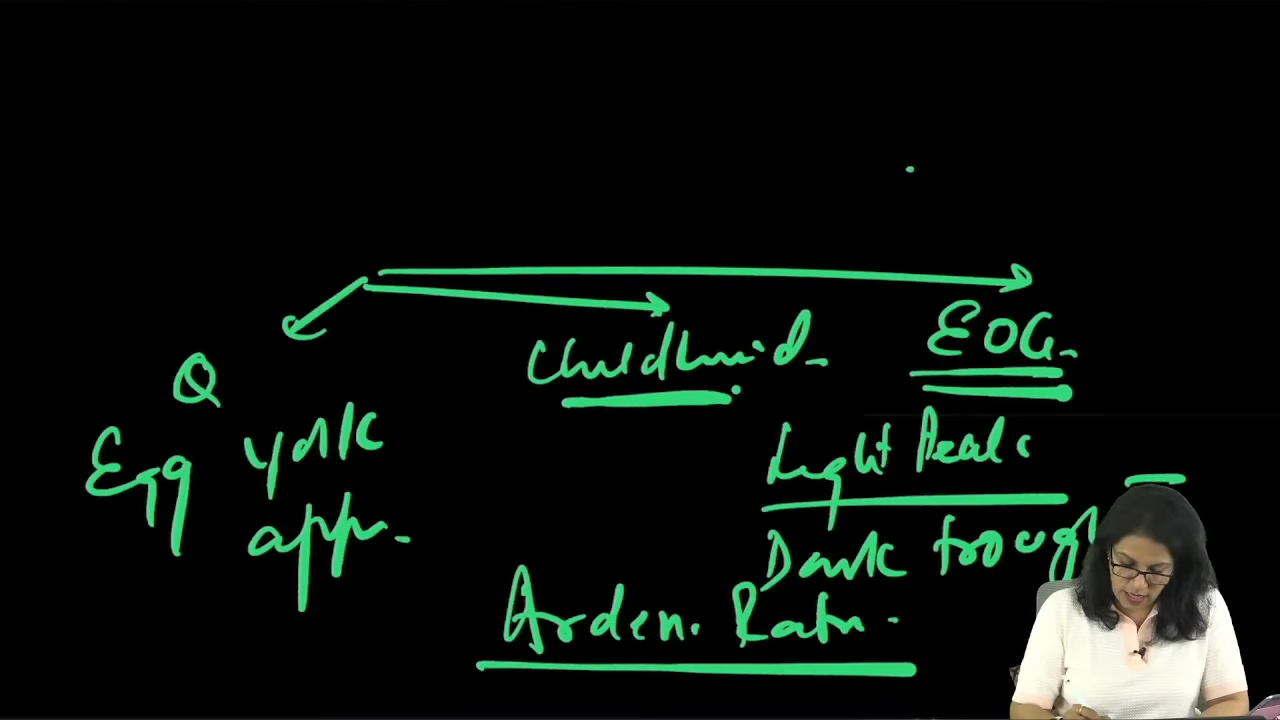 Childhood.
EOG.
Q
Egg yolk
app.
Light Peak
Dark trough
Arden. Ratio.